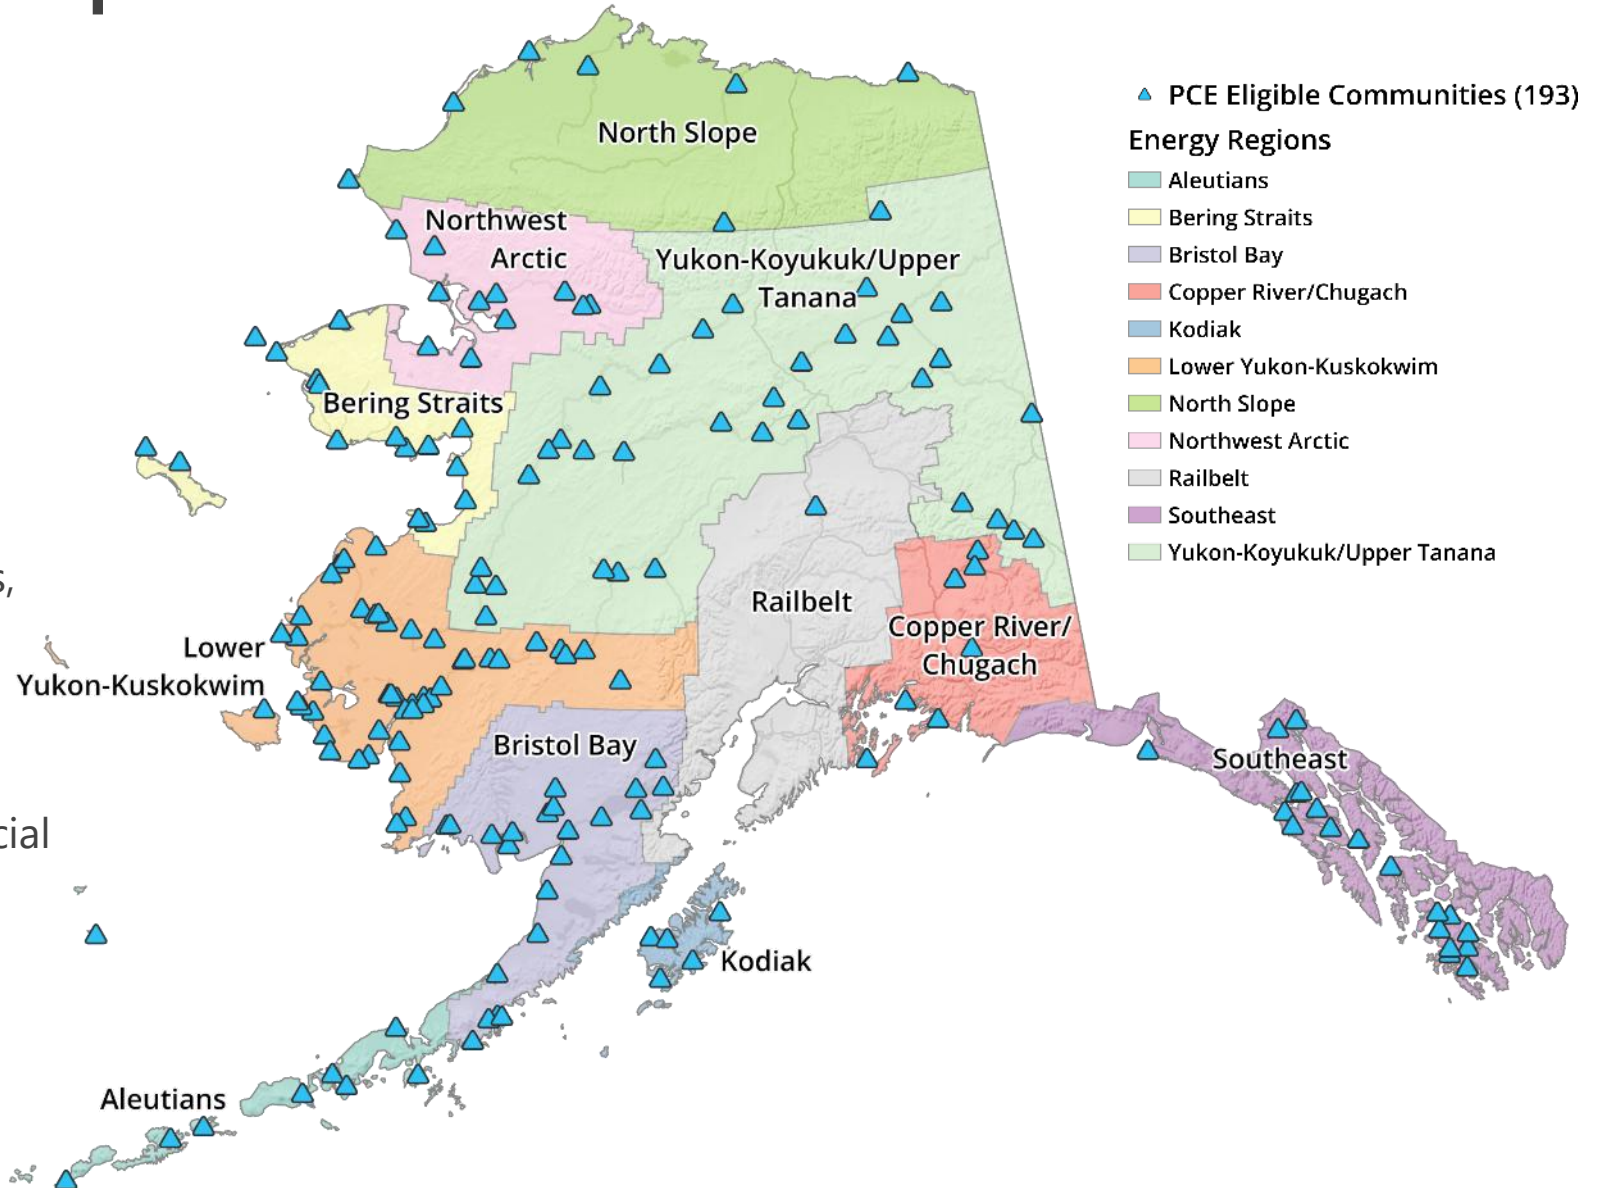 PCE Eligible Communities (193)
Energy Regions
Aleutians
Bering Straits
Bristol Bay
Copper River/Chugach
Kodiak
Lower Yukon-Kuskokwim
North Slope
Northwest Arctic
Railbelt
Southeast
Yukon-Koyukuk/Upper Tanana
North Slope
Northwest
Arctic
Yukon-Koyukuk/Upper
Tanana
Bering Straits
s,
Railbelt
Copper River/
Chugach
Lower
Yukon-Kuskokwim
Bristol Bay
Southeast
cial
Kodiak
Aleutians